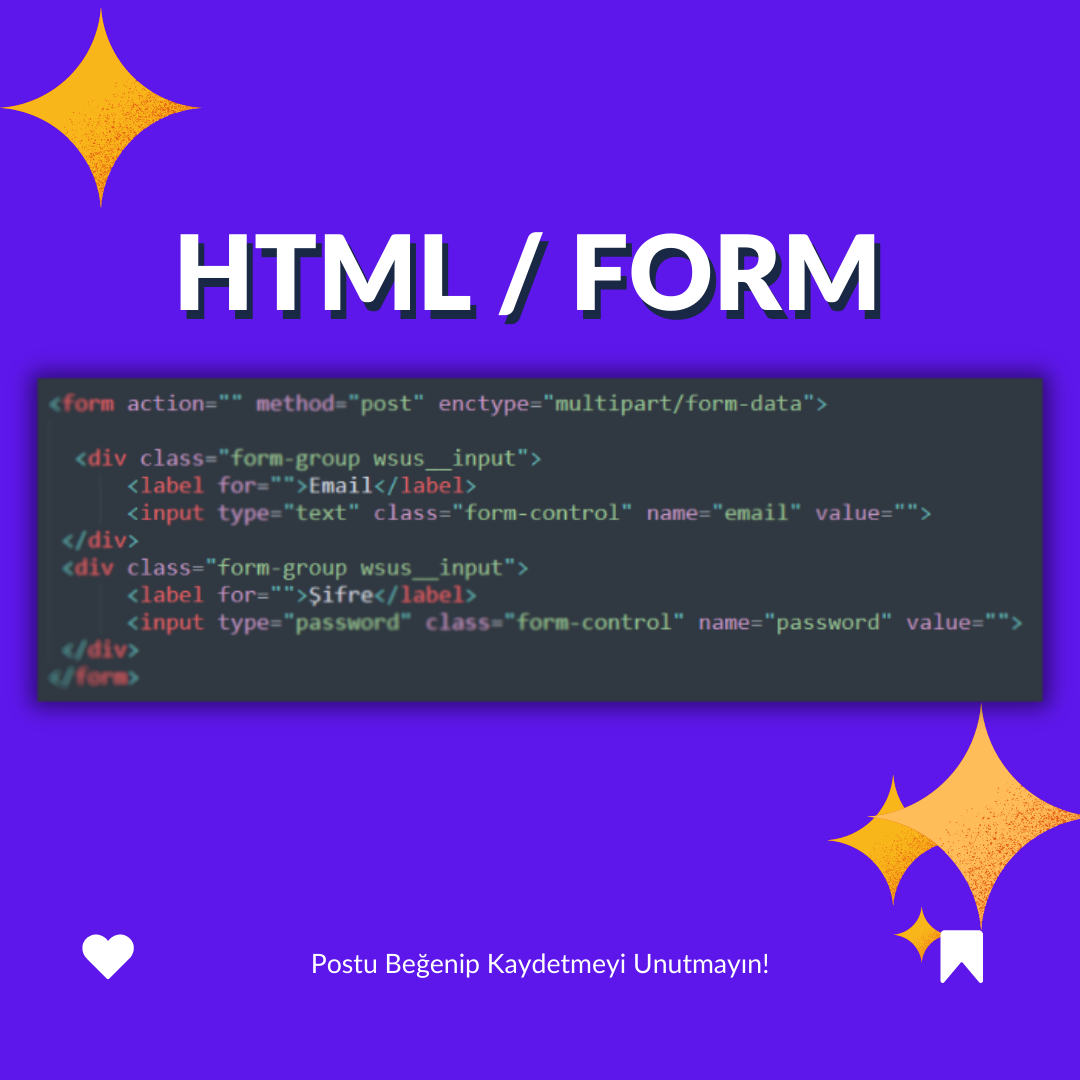 HTML / FORM
<form action="" method="post" enctype="multipart/form-data">
<div class="form-group wsus__input">
<label for="">Email</label>
<input type="text" class="form-control" name="email" value="">
</div>
<div class="form-group wsus__input">
<label for="">Şifre</label>
<input type="password" class="form-control" name="password" value="">
</div>
</form>
Postu Beğenip Kaydetmeyi Unutmayın!